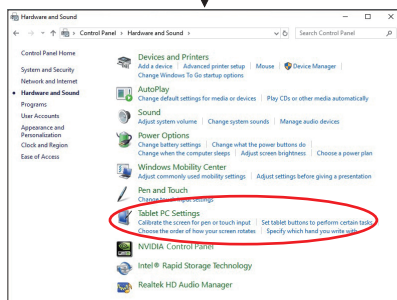 Hardware and Sound
Control Panel > Hardware and Sound >
Search Control Panel
Control Panel Home
System and Security
Network and Internet
Hardware and Sound
Programs
User Accounts
Appearance and
Personalization
Clock and Region
Ease of Access
Devices and Printers
Add a device | Advanced printer setup | Mouse | Device Manager |
Change Windows To Go startup options
AutoPlay
Change default settings for media or devices | Play CDs or other media automatically
Sound
Adjust system volume | Change system sounds | Manage audio devices
Power Options
Change battery settings | Change what the power buttons do |
Change when the computer sleeps | Adjust screen brightness | Choose a power plan
Windows Mobility Center
Adjust commonly used mobility settings | Adjust settings before giving a presentation
Pen and Touch
Change touch input settings
Tablet PC Settings
Calibrate the screen for pen or touch input | Set tablet buttons to perform certain tasks
Choose the order of how your screen rotates | Specify which hand you write with
NVIDIA Control Panel
Intel® Rapid Storage Technology
Realtek HD Audio Manager